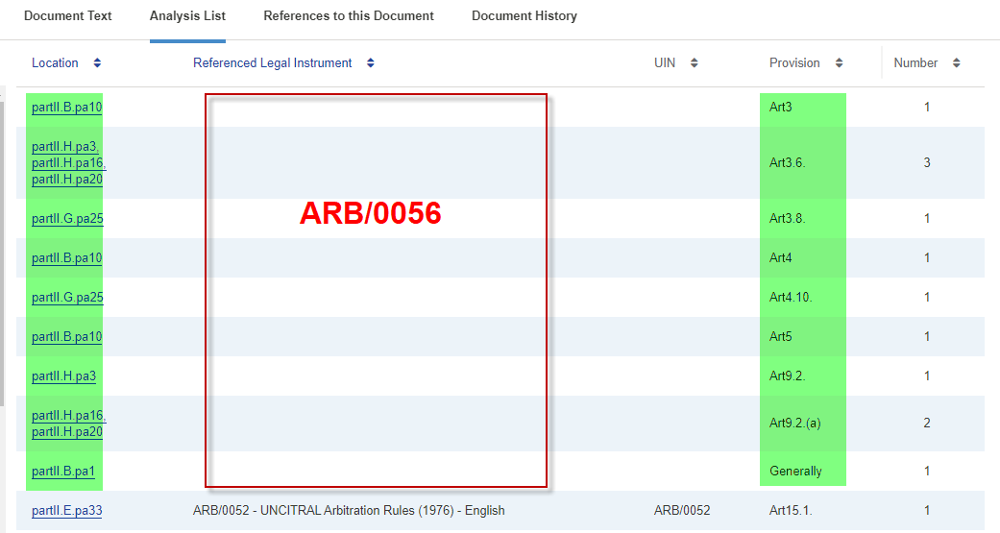 Document Text Analysis List References to this Document Document History
Location Referenced Legal Instrument UIN Provision Number
partII.B.pa10 Art3 1
partII.H.pa3,
partII.H.pa16, Art3.6. 3
partII.H.pa20
ARB/0056
partII.G.pa25 Art3.8. 1
partII.B.pa10 Art4 1
partII.G.pa25 Art4.10. 1
partII.B.pa10 Art5 1
partII.H.pa3 Art9.2. 1
partII.H.pa16,
partII.H.pa20 Art9.2.(a) 2
partII.B.pa1 Generally 1
partII.E.pa33 ARB/0052 - UNCITRAL Arbitration Rules (1976) - English ARB/0052 Art15.1. 1